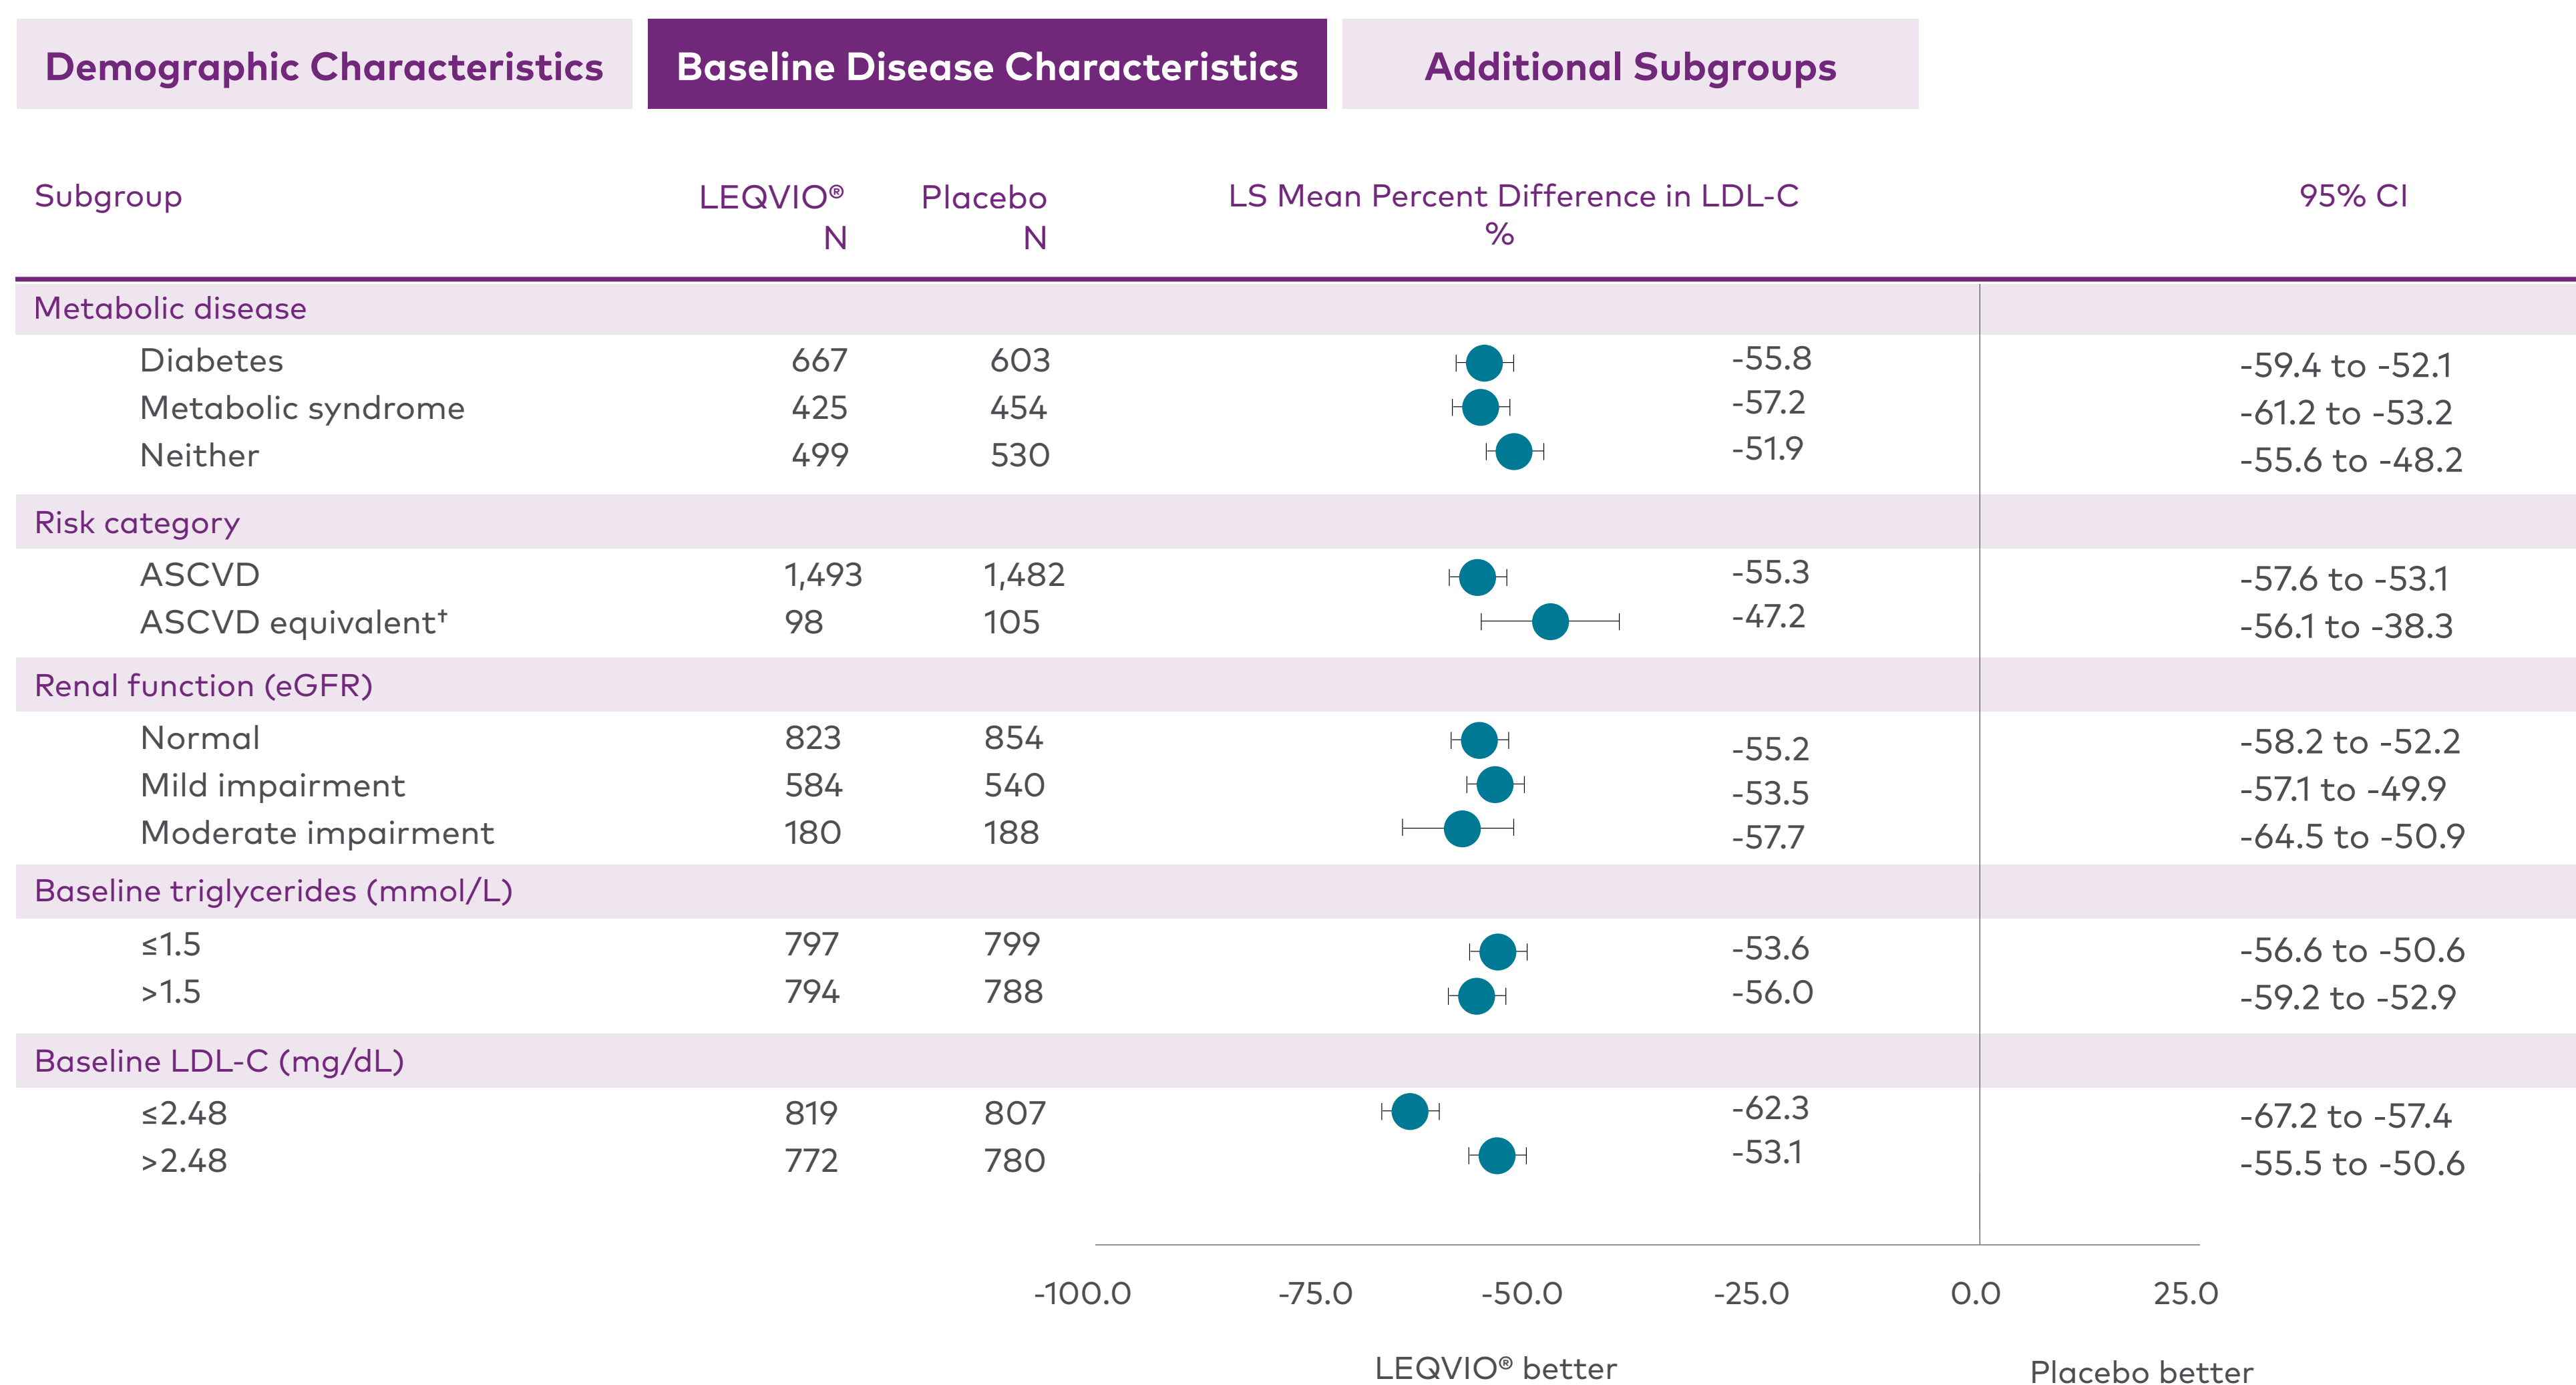 Demographic Characteristics Baseline Disease Characteristics Additional Subgroups
Subgroup LEQVIO® Placebo LS Mean Percent Difference in LDL-C 95% CI
N N %
Metabolic disease
Diabetes 667 603 -55.8 -59.4 to -52.1
Metabolic syndrome 425 454 -57.2 -61.2 to -53.2
Neither 499 530 -51.9 -55.6 to -48.2
Risk category
ASCVD 1,493 1,482 -55.3 -57.6 to -53.1
ASCVD equivalent† 98 105 -47.2 -56.1 to -38.3
Renal function (eGFR)
Normal 823 854 -55.2 -58.2 to -52.2
Mild impairment 584 540 -53.5 -57.1 to -49.9
Moderate impairment 180 188 -57.7 -64.5 to -50.9
Baseline triglycerides (mmol/L)
≤1.5 797 799 -53.6 -56.6 to -50.6
>1.5 794 788 -56.0 -59.2 to -52.9
Baseline LDL-C (mg/dL)
≤2.48 819 807 -62.3 -67.2 to -57.4
>2.48 772 780 -53.1 -55.5 to -50.6
-100.0 -75.0 -50.0 -25.0 0.0 25.0
LEQVIO® better Placebo better